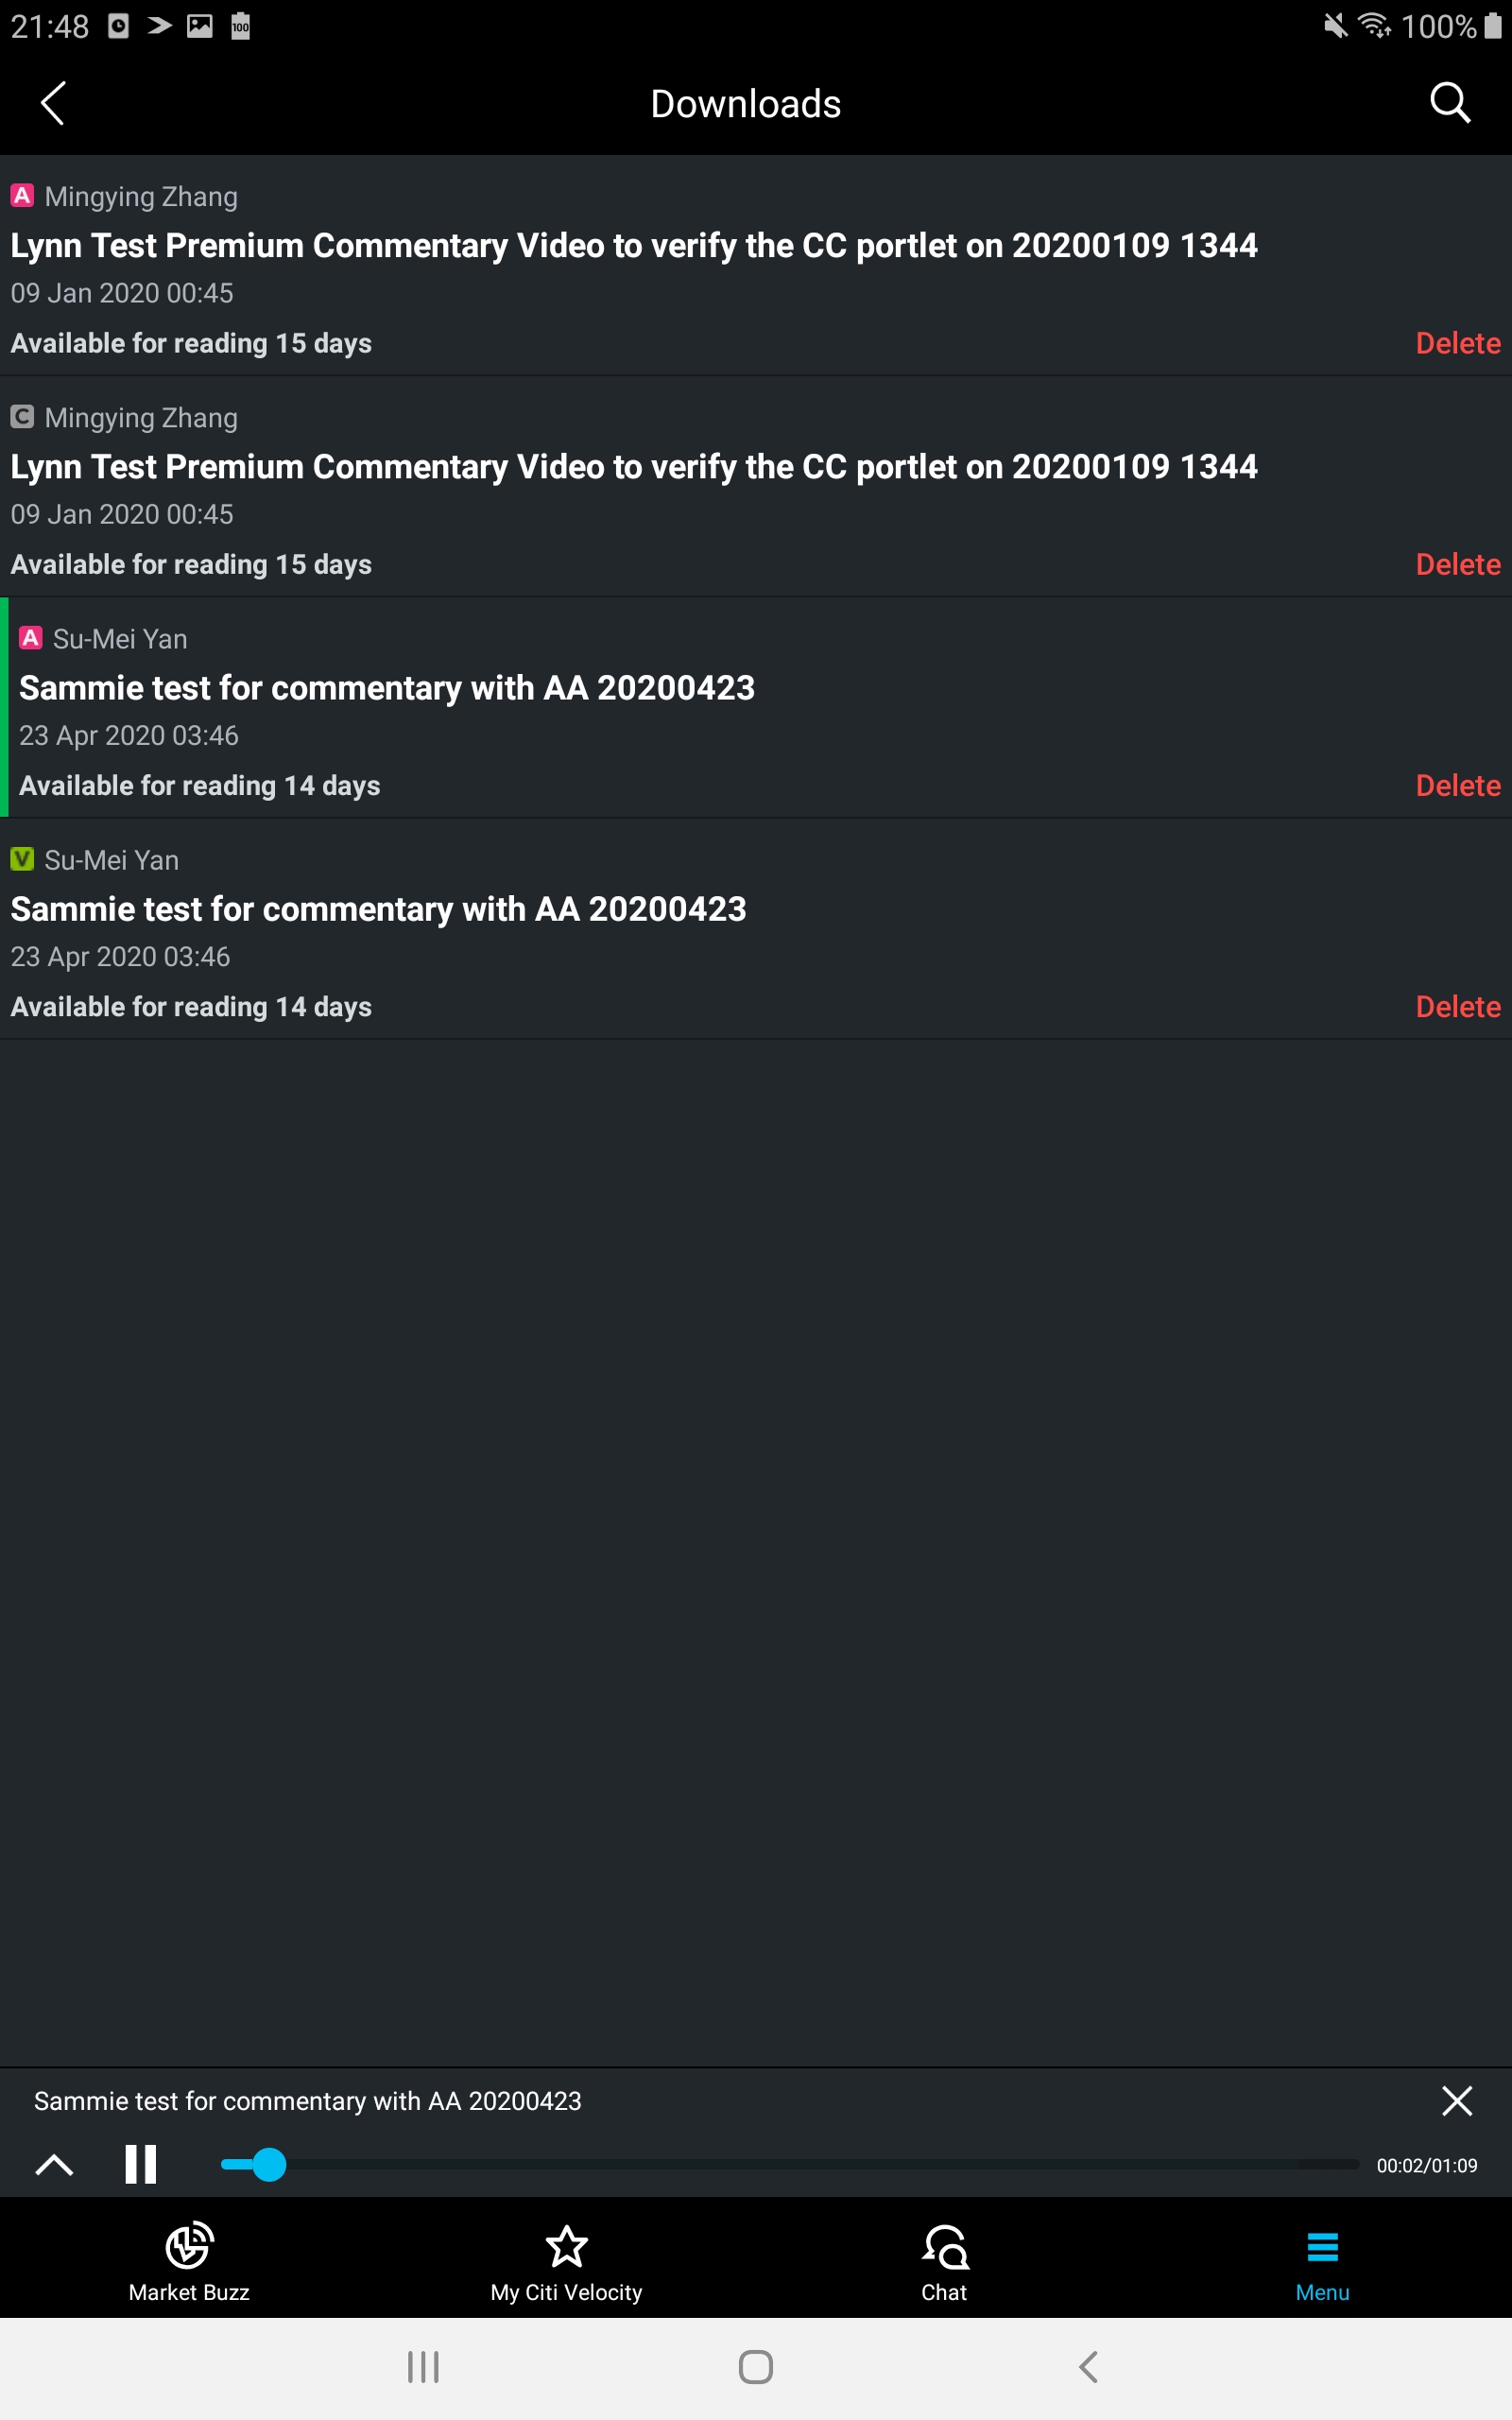 21:48
100
100%
Downloads
A Mingying Zhang
Lynn Test Premium Commentary Video to verify the CC portlet on 20200109 1344
09 Jan 2020 00:45
Available for reading 15 days
Delete
C Mingying Zhang
Lynn Test Premium Commentary Video to verify the CC portlet on 20200109 1344
09 Jan 2020 00:45
Available for reading 15 days
Delete
A Su-Mei Yan
Sammie test for commentary with AA 20200423
23 Apr 2020 03:46
Available for reading 14 days
Delete
V Su-Mei Yan
Sammie test for commentary with AA 20200423
23 Apr 2020 03:46
Available for reading 14 days
Delete
Sammie test for commentary with AA 20200423
00:02/01:09
Market Buzz
My Citi Velocity
Chat
Menu